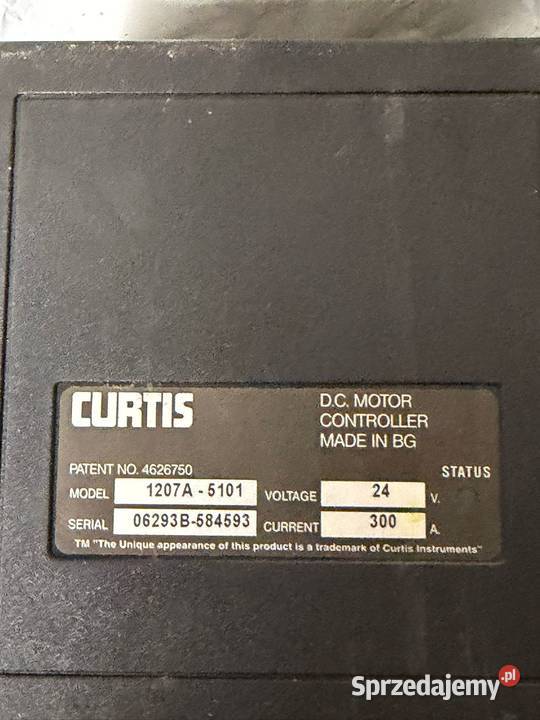 CURTIS
D.C. MOTOR
CONTROLLER
MADE IN BG
PATENT NO. 4626750
STATUS
MODEL 1207A - 5101 VOLTAGE 24 V.
SERIAL 06293B-584593 CURRENT 300 A.
TM "The Unique appearance of this product is a trademark of Curtis Instruments"
Sprzedajemy.pl